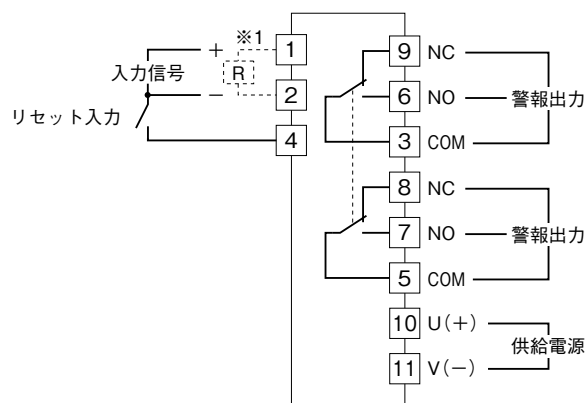 入力信号
リセット入力
+
−
※1
R
1
2
4
9 NC
6 NO
3 COM
警報出力
8 NC
7 NO
5 COM
警報出力
10 U(+)
11 V(−)
供給電源